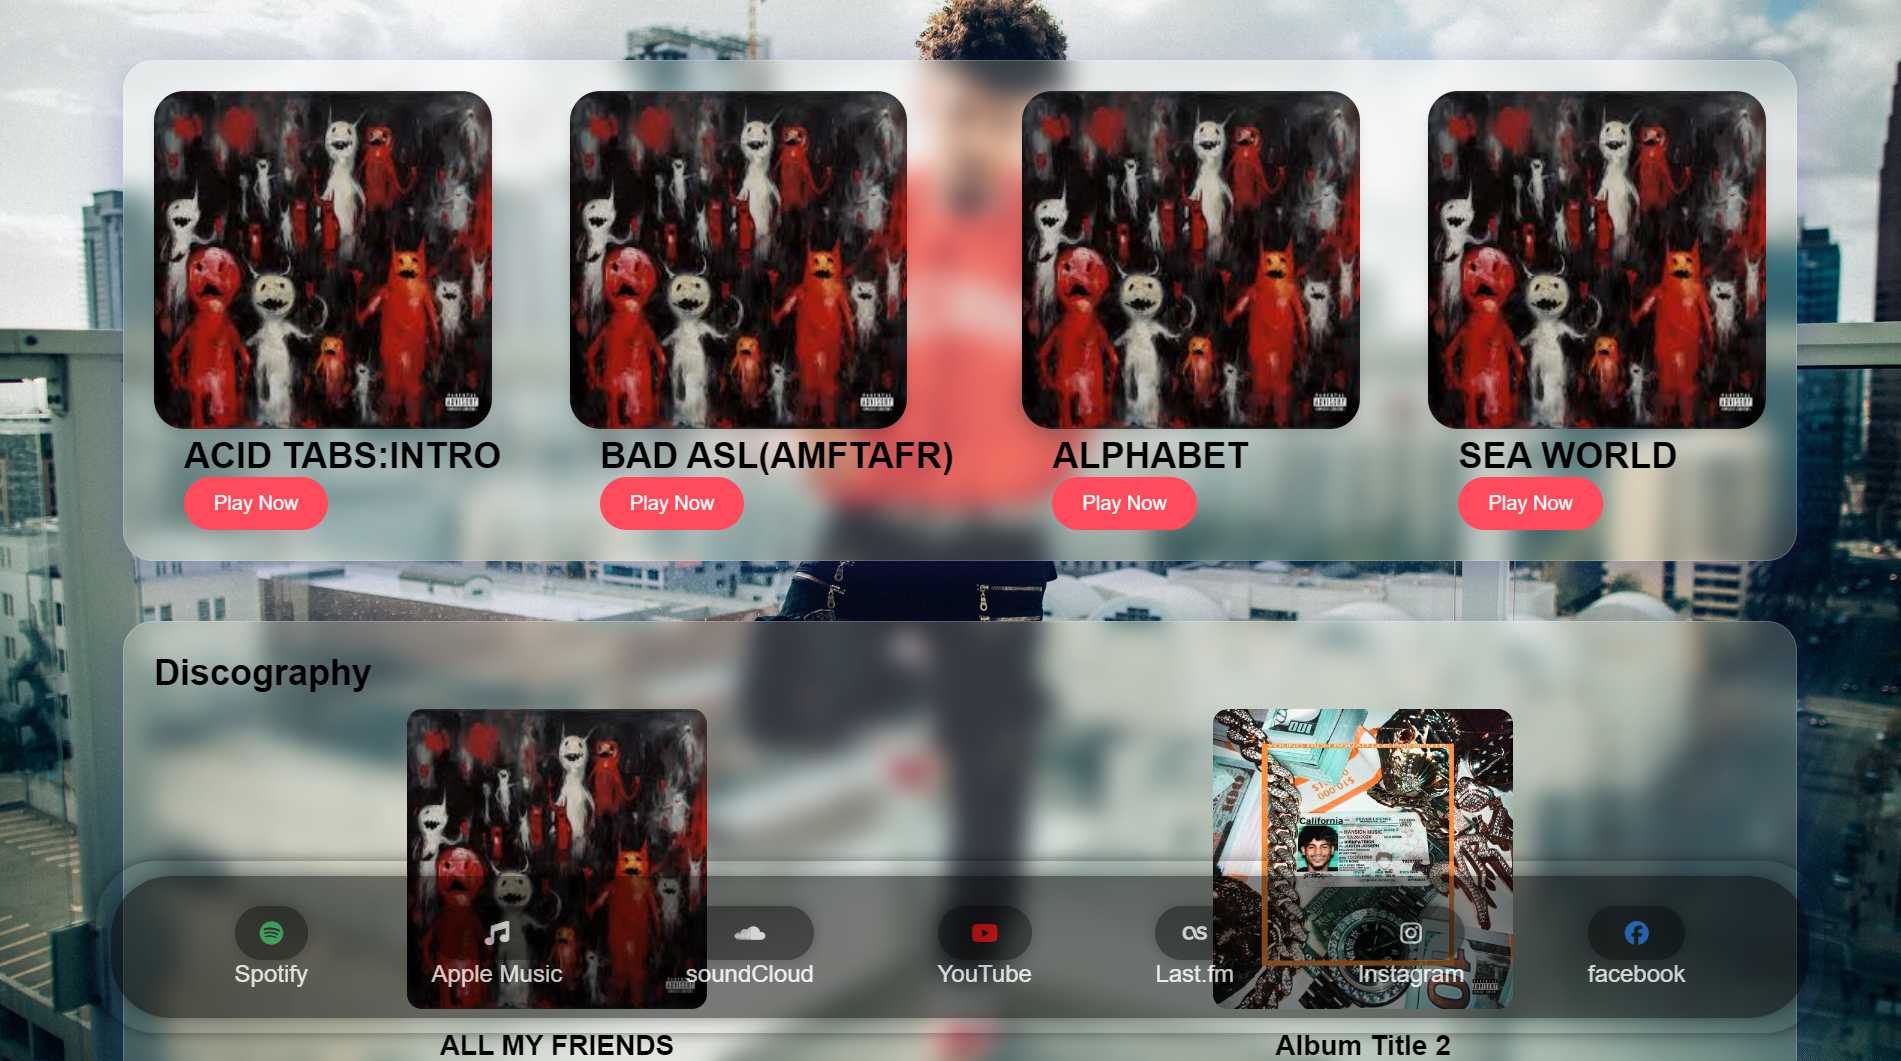 ACID TABS:INTRO
BAD ASL(AMFTAFR)
ALPHABET
SEA WORLD
Play Now
Play Now
Play Now
Play Now
Discography
California
Spotify
Apple Music
soundCloud
YouTube
Last.fm
Instagram
facebook
ALL MY FRIENDS
Album Title 2